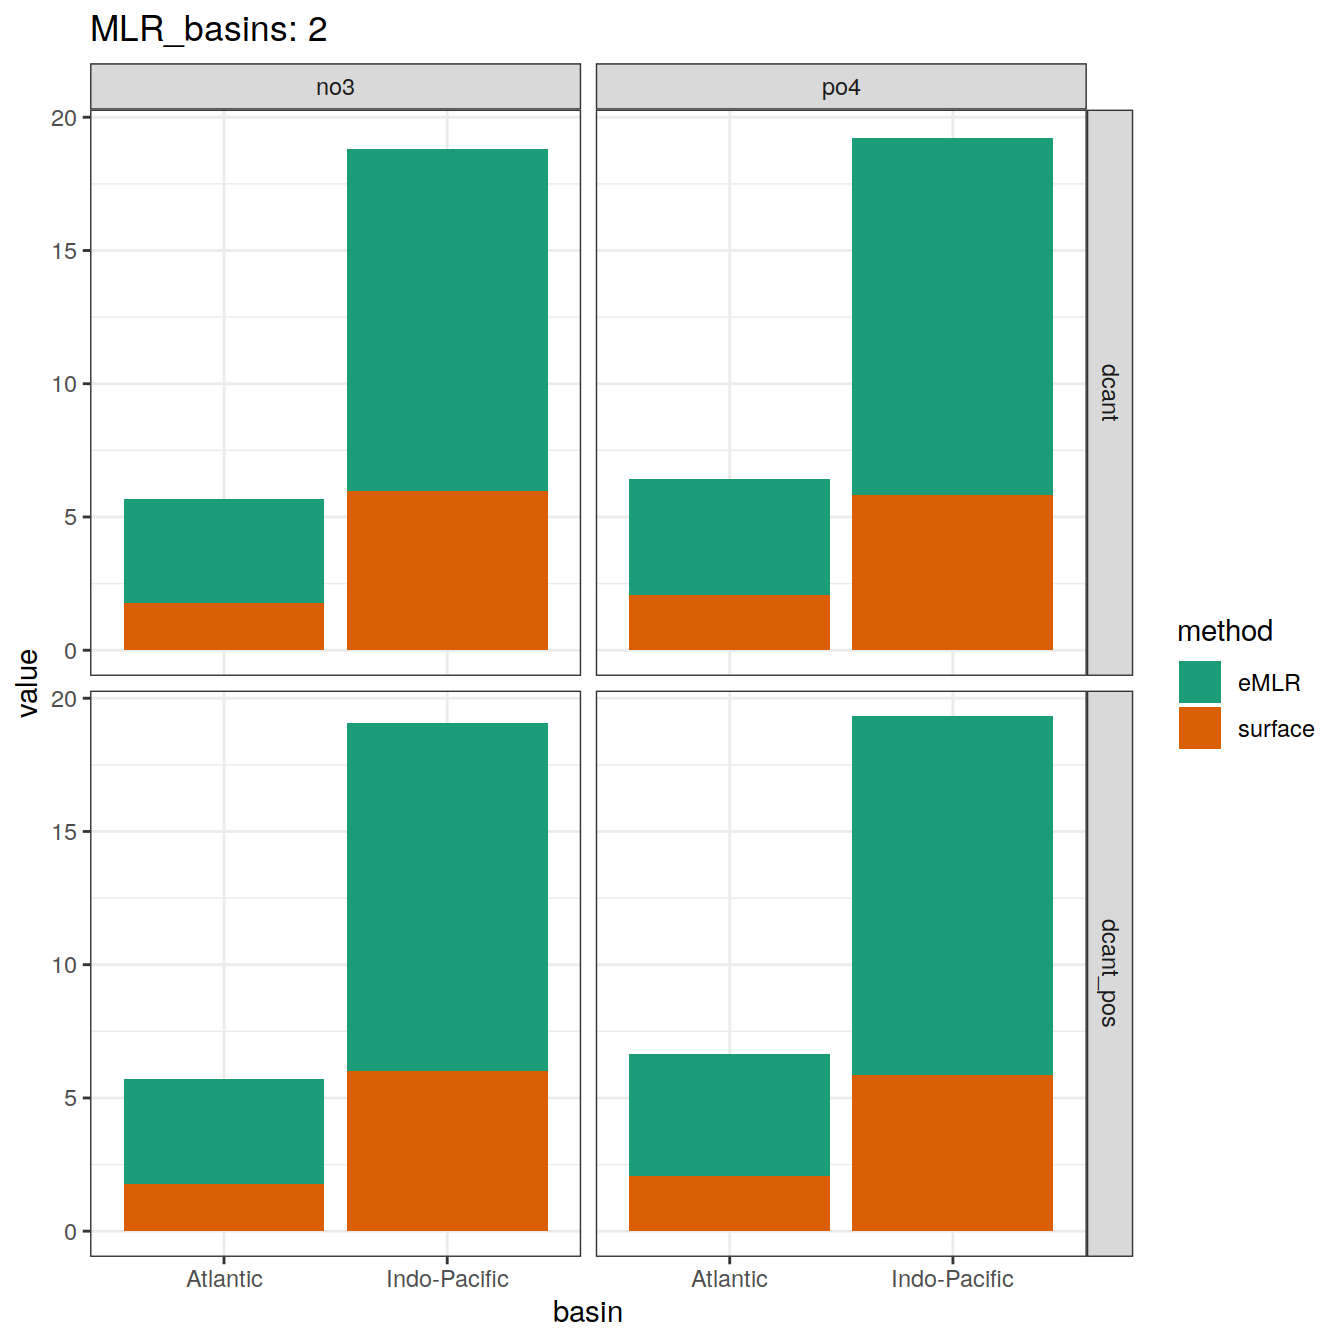 MLR_basins: 2
no3
po4
20
15
10
5
0
dcant
value
20
15
10
5
0
dcant_pos
method
eMLR
surface
Atlantic
Indo-Pacific
Atlantic
Indo-Pacific
basin